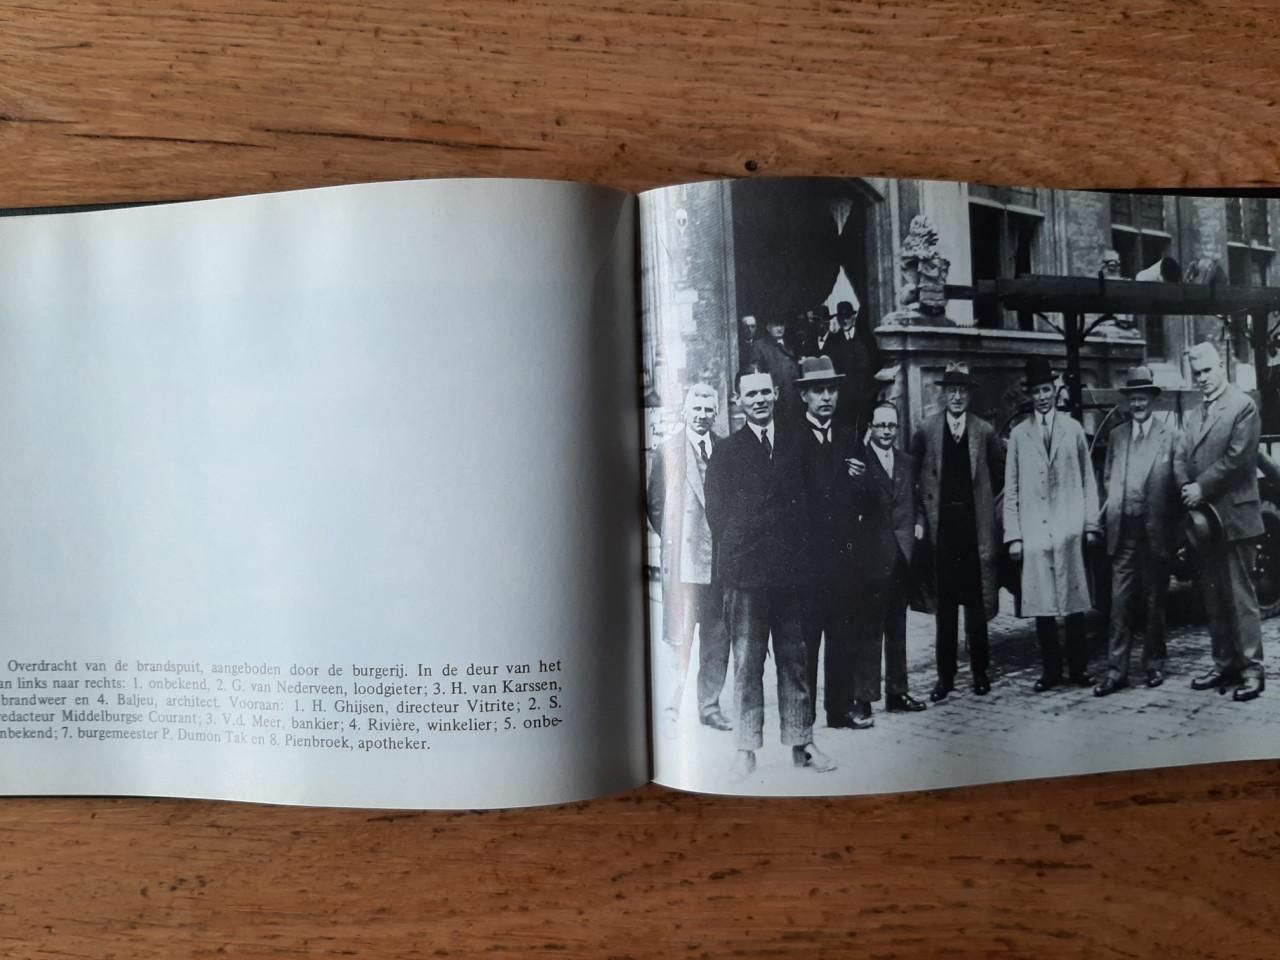 Overdracht van de brandspuit, aangeboden door de burgerij. In de deur van het
an links naar rechts: 1. onbekend, 2. G. van Nederveen, loodgieter; 3. H. van Karssen,
brandweer en 4. Baljeu, architect. Vooraan: 1. H. Ghijsen, directeur Vitrite; 2. S.
redacteur Middelburgse Courant; 3. V.d. Meer, bankier; 4. Rivière, winkelier; 5. onbe-
nbekend; 7. burgemeester P. Dumon Tak en 8. Pienbroek, apotheker.